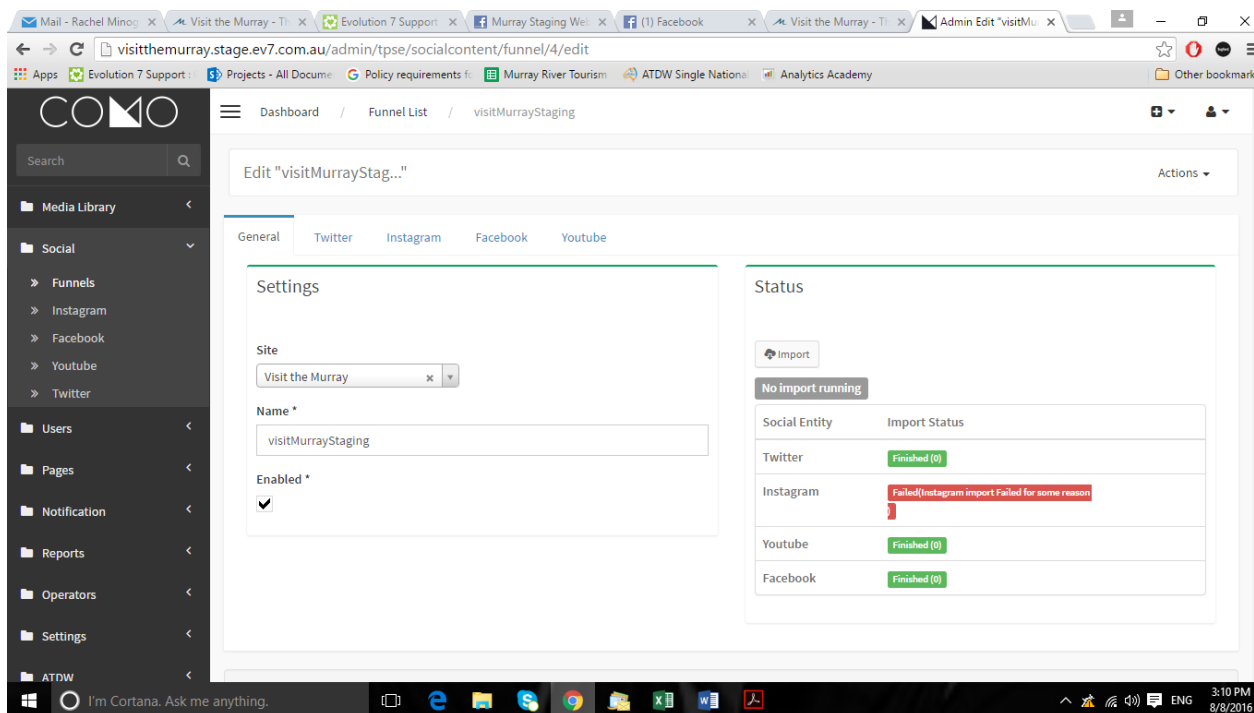 Mail - Rachel Minog
Visit the Murray - Th
Evolution 7 Support
Murray Staging Web
(1) Facebook
Visit the Murray - Th
Admin Edit "visitMu
visitthemurray.stage.ev7.com.au/admin/tpse/socialcontent/funnel/4/edit
Apps
Evolution 7 Support :
Projects - All Docume
Policy requirements fo
Murray River Tourism
ATDW Single National
Analytics Academy
Other bookmark
COMO
Dashboard / Funnel List / visitMurrayStaging
Search
Media Library
Social
Funnels
Instagram
Facebook
Youtube
Twitter
Users
Pages
Notification
Reports
Operators
Settings
ATDW
Edit "visitMurrayStag..."
Actions
General Twitter Instagram Facebook Youtube
Settings
Site
Visit the Murray
Name *
visitMurrayStaging
Enabled *
Status
Import
No import running
Social Entity Import Status
Twitter Finished (0)
Instagram Failed(Instagram import Failed for some reason
)
Youtube Finished (0)
Facebook Finished (0)
I'm Cortana. Ask me anything.
ENG
3:10 PM
8/8/2016